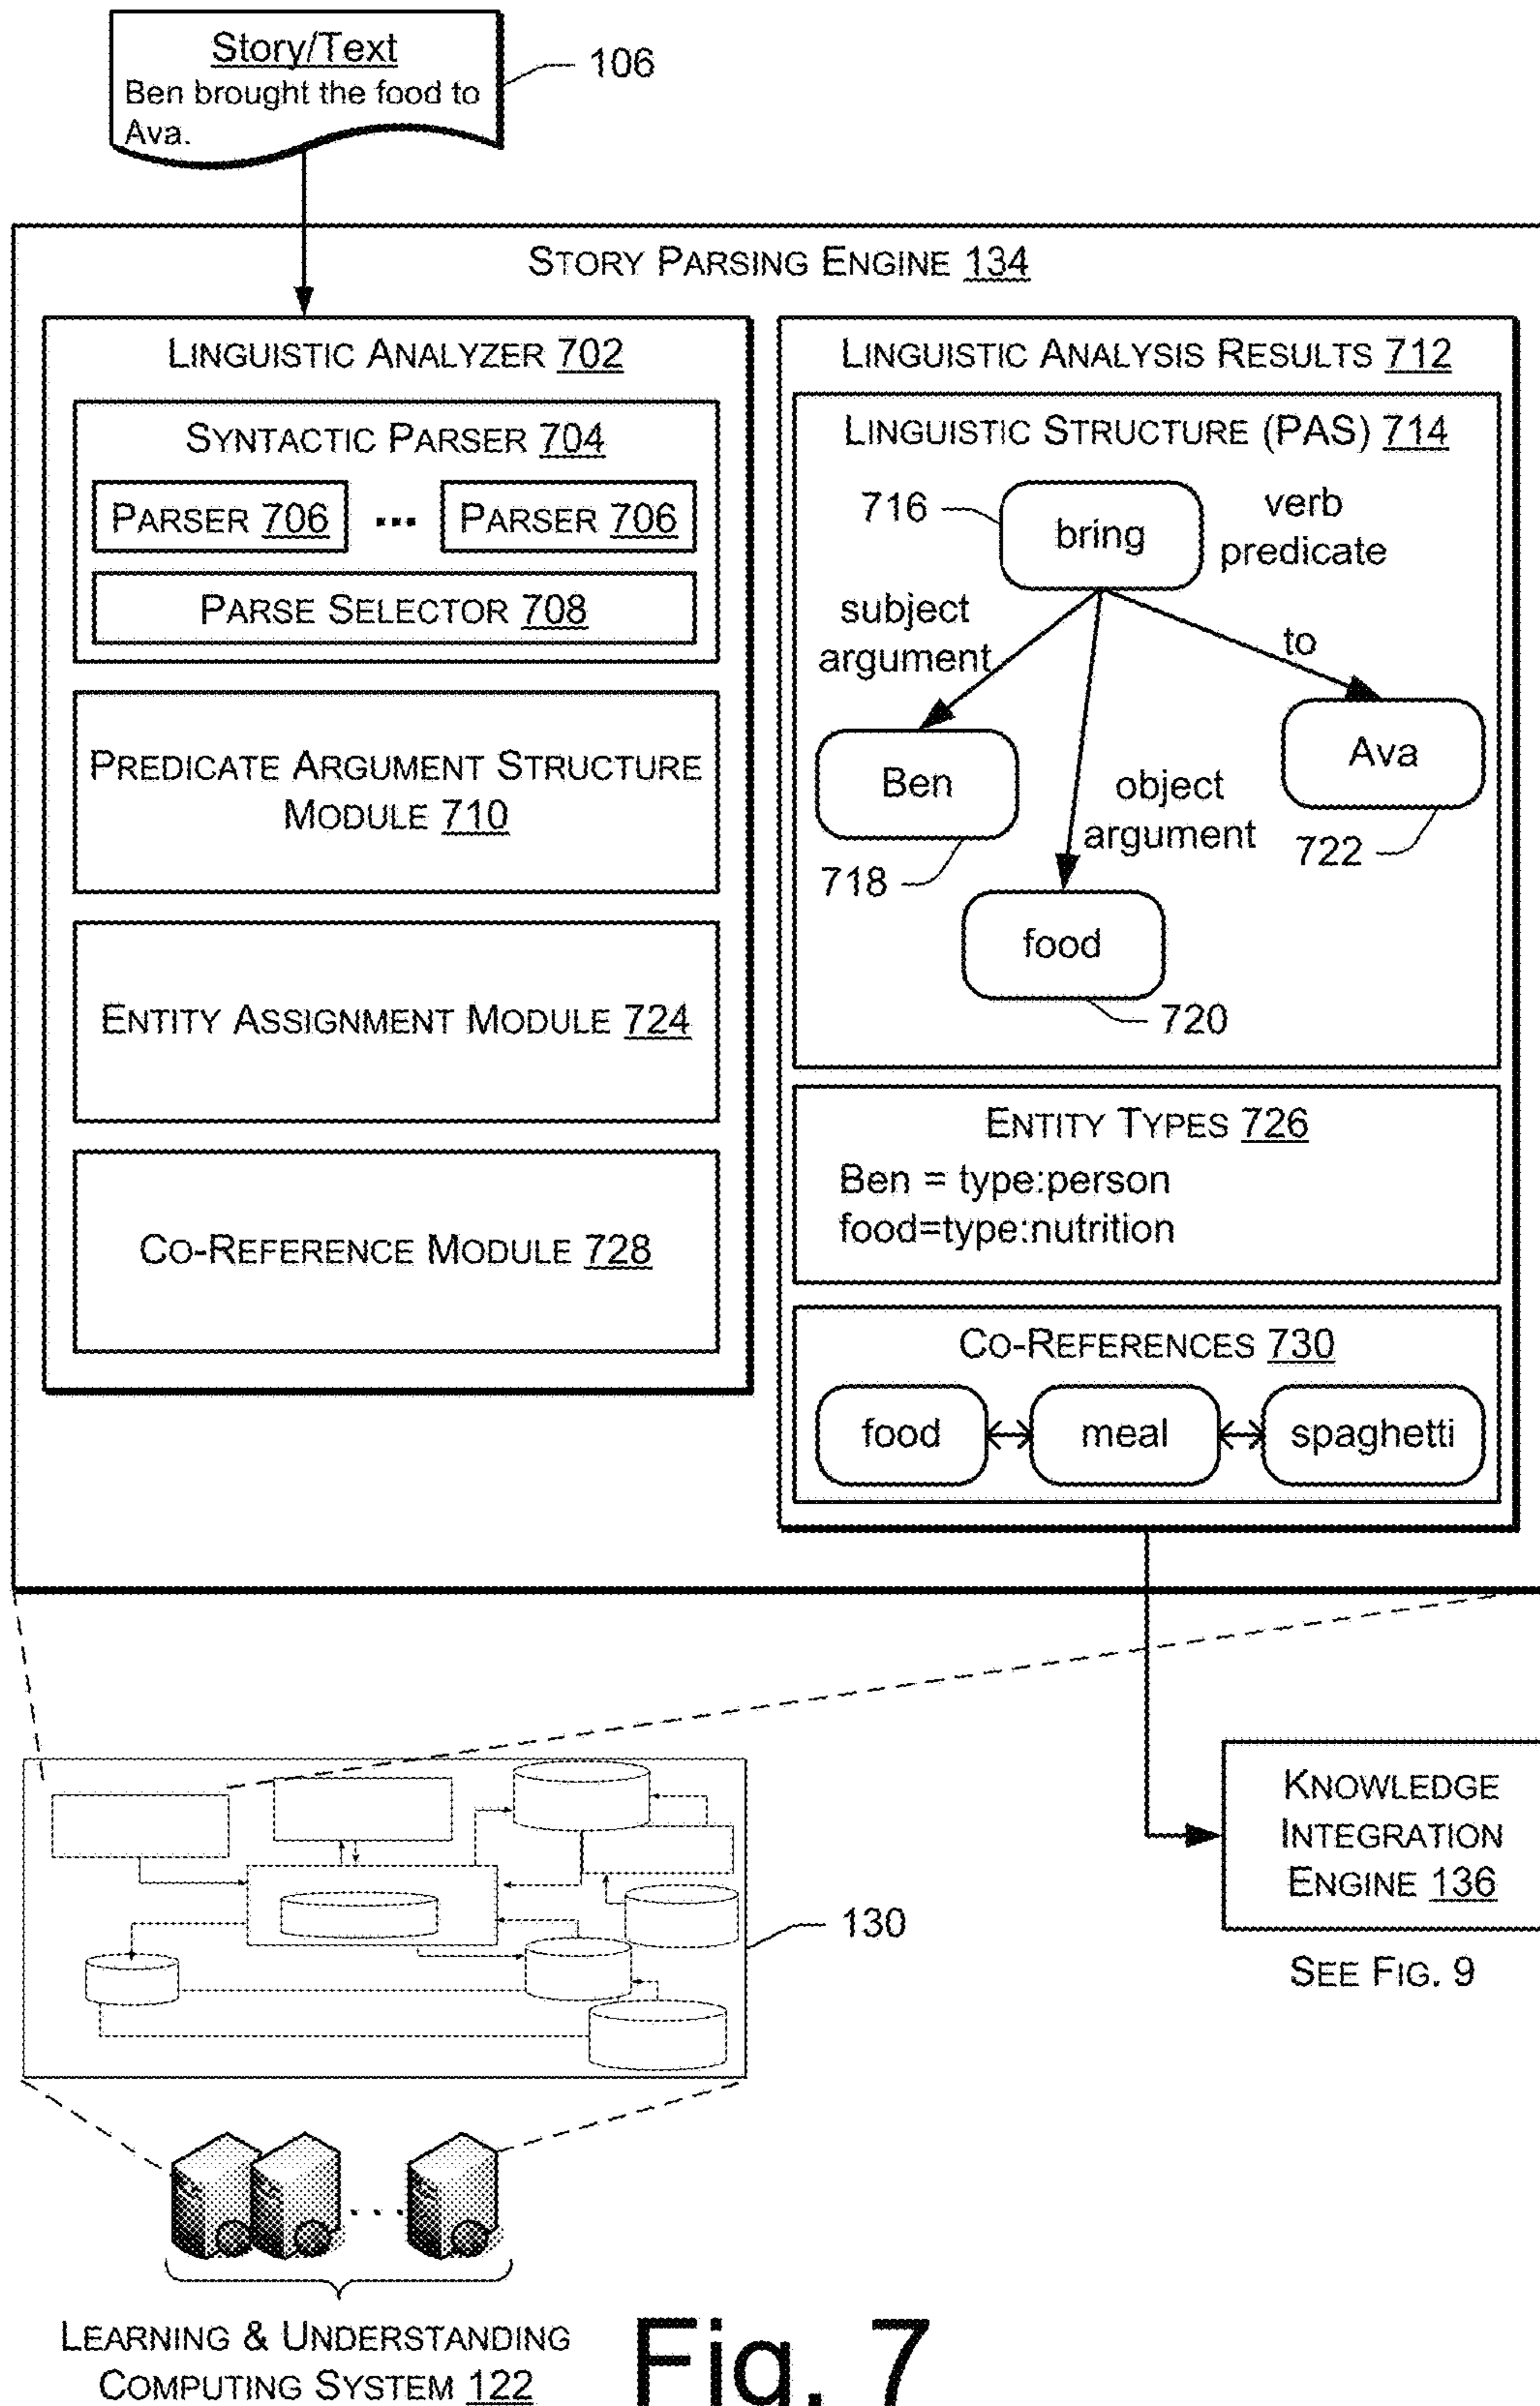 Story/Text
Ben brought the food to
Ava.
106
STORY PARSING ENGINE 134
LINGUISTIC ANALYZER 702
SYNTACTIC PARSER 704
PARSER 706 ... PARSER 706
PARSE SELECTOR 708
PREDICATE ARGUMENT STRUCTURE
MODULE 710
ENTITY ASSIGNMENT MODULE 724
CO-REFERENCE MODULE 728
LINGUISTIC ANALYSIS RESULTS 712
LINGUISTIC STRUCTURE (PAS) 714
716
bring
verb
predicate
subject
argument
to
Ben
718
object
argument
Ava
722
food
720
ENTITY TYPES 726
Ben = type:person
food=type:nutrition
CO-REFERENCES 730
food
meal
spaghetti
KNOWLEDGE
INTEGRATION
ENGINE 136
SEE FIG. 9
130
LEARNING & UNDERSTANDING
COMPUTING SYSTEM 122
Fig. 7